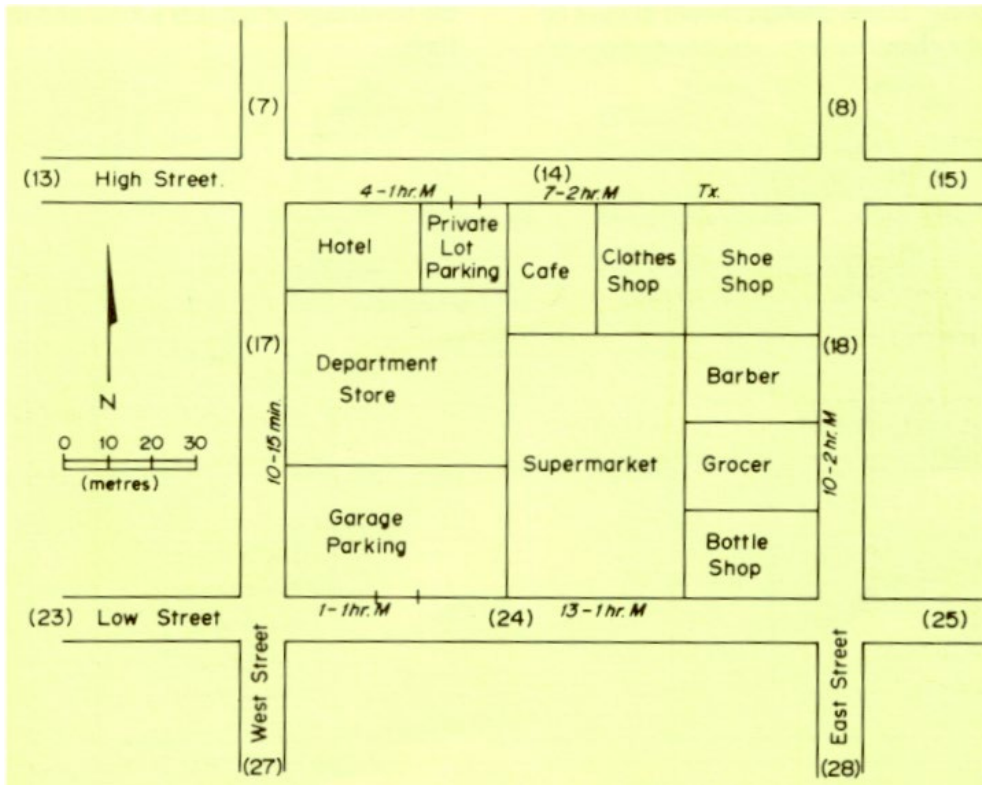 (7)
(8)
(13) High Street.
(14)
(15)
4-1hr. M
7-2hr. M
Tx.
Hotel
Private
Lot
Parking
Cafe
Clothes
Shop
Shoe
Shop
N
0 10 20 30
(metres)
(17)
10-15 min.
Department
Store
(18)
Barber
10-2hr. M
Supermarket
Grocer
Garage
Parking
Bottle
Shop
(23) Low Street
1-1hr. M
(24)
13-1hr. M
(25)
West Street
(27)
East Street
(28)